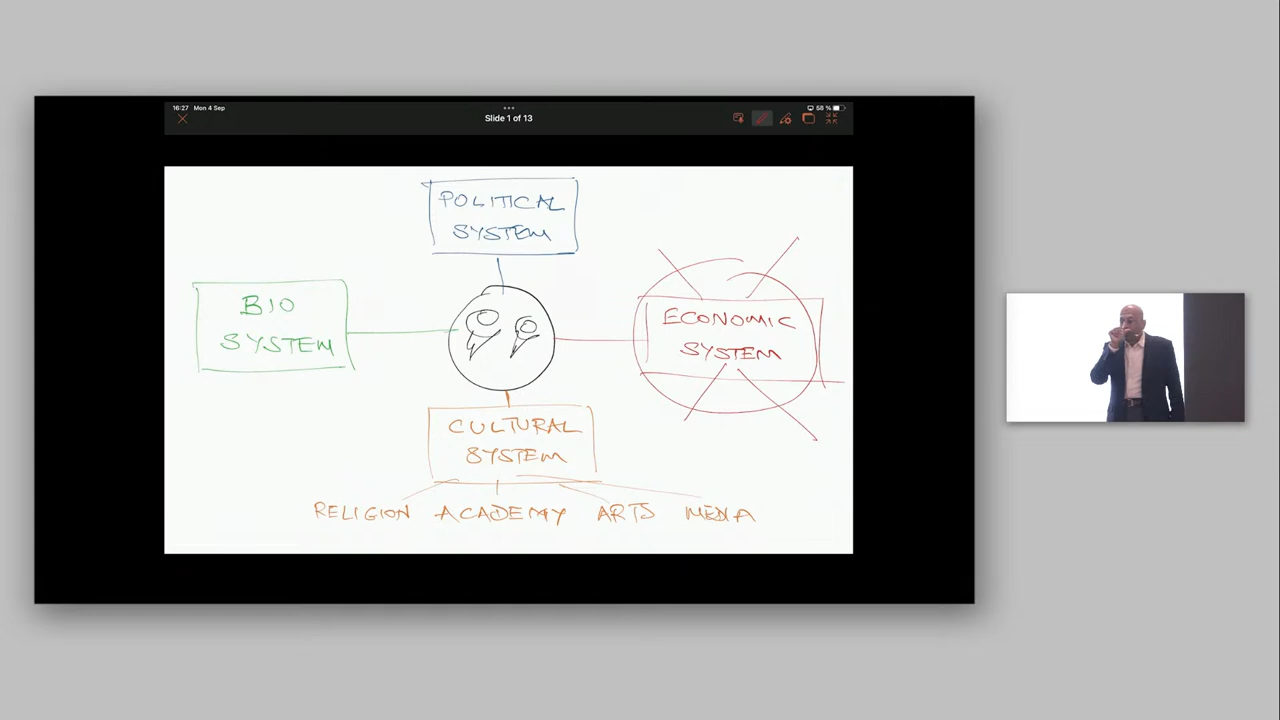 16:27 Mon 4 Sep
58 %
Slide 1 of 13
POLITICAL
SYSTEM
BIO
SYSTEM
ECONOMIC
SYSTEM
CULTURAL
SYSTEM
RELIGION ACADEMY ARTS MEDIA